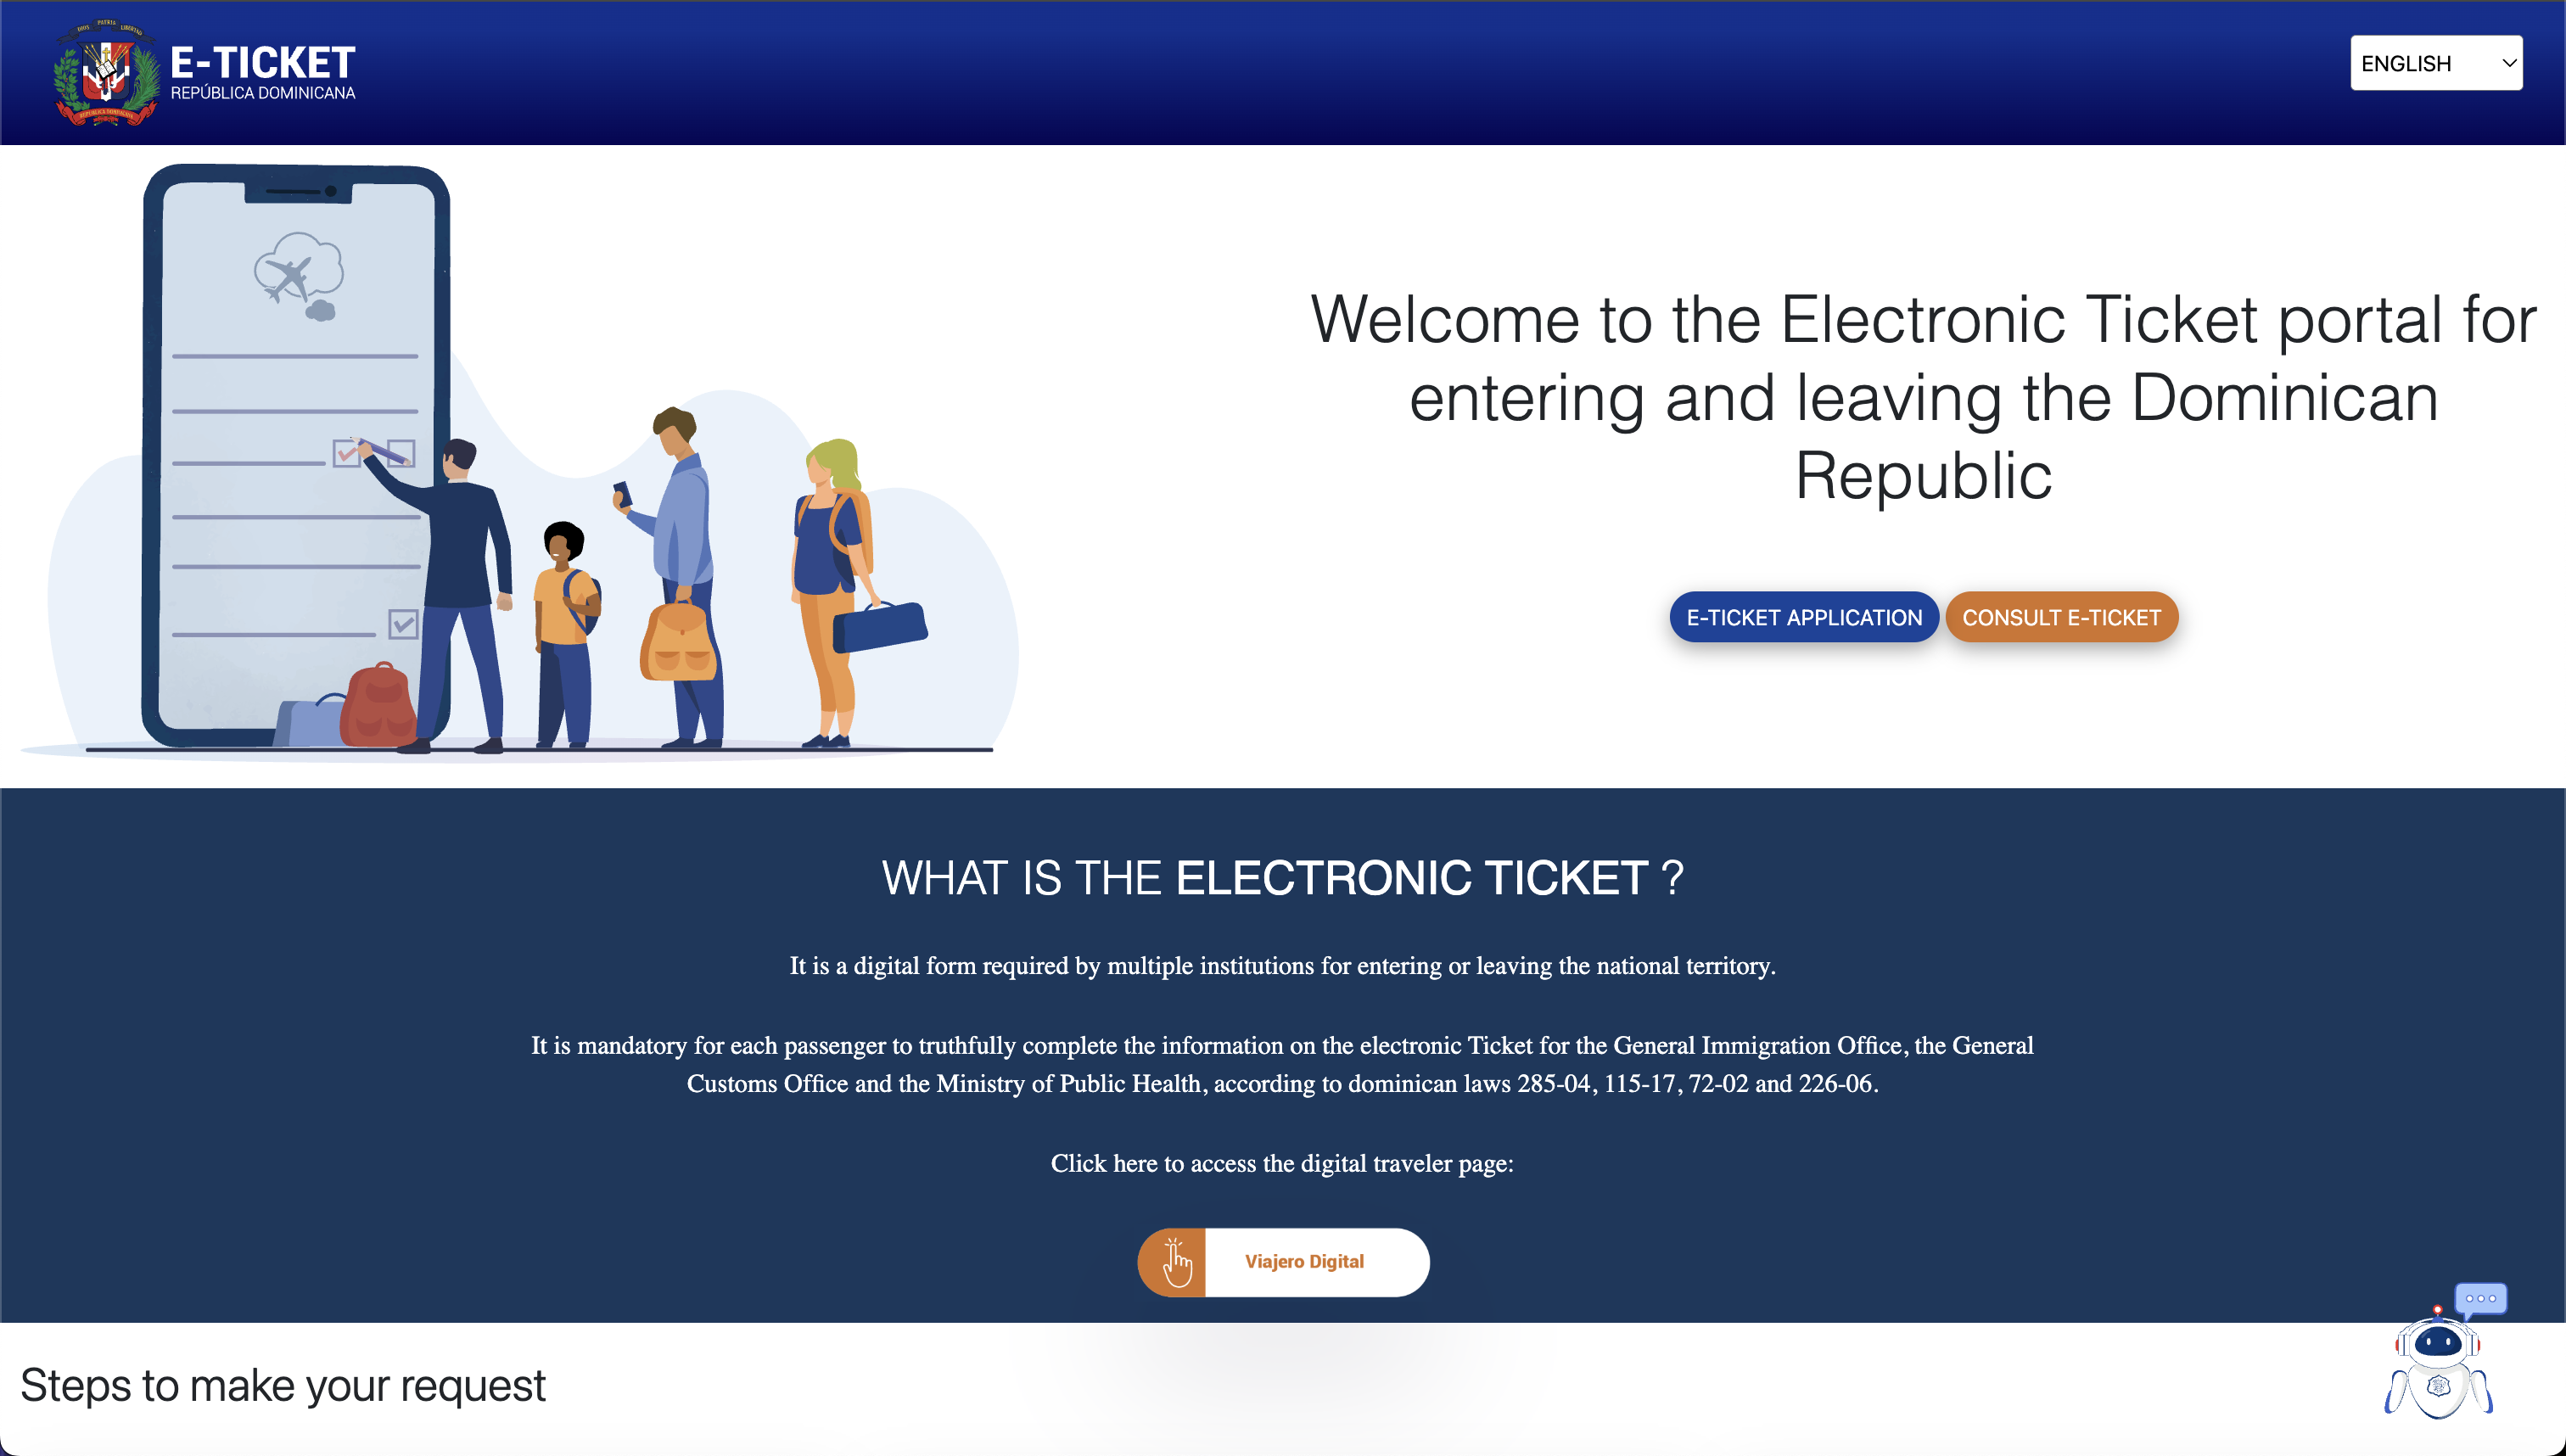 DIOS PATRIA LIBERTAD
REPÚBLICA DOMINICANA
E-TICKET
REPÚBLICA DOMINICANA
ENGLISH
Welcome to the Electronic Ticket portal for
entering and leaving the Dominican
Republic
E-TICKET APPLICATION
CONSULT E-TICKET
WHAT IS THE ELECTRONIC TICKET ?
It is a digital form required by multiple institutions for entering or leaving the national territory.
It is mandatory for each passenger to truthfully complete the information on the electronic Ticket for the General Immigration Office, the General
Customs Office and the Ministry of Public Health, according to dominican laws 285-04, 115-17, 72-02 and 226-06.
Click here to access the digital traveler page:
Viajero Digital
Steps to make your request